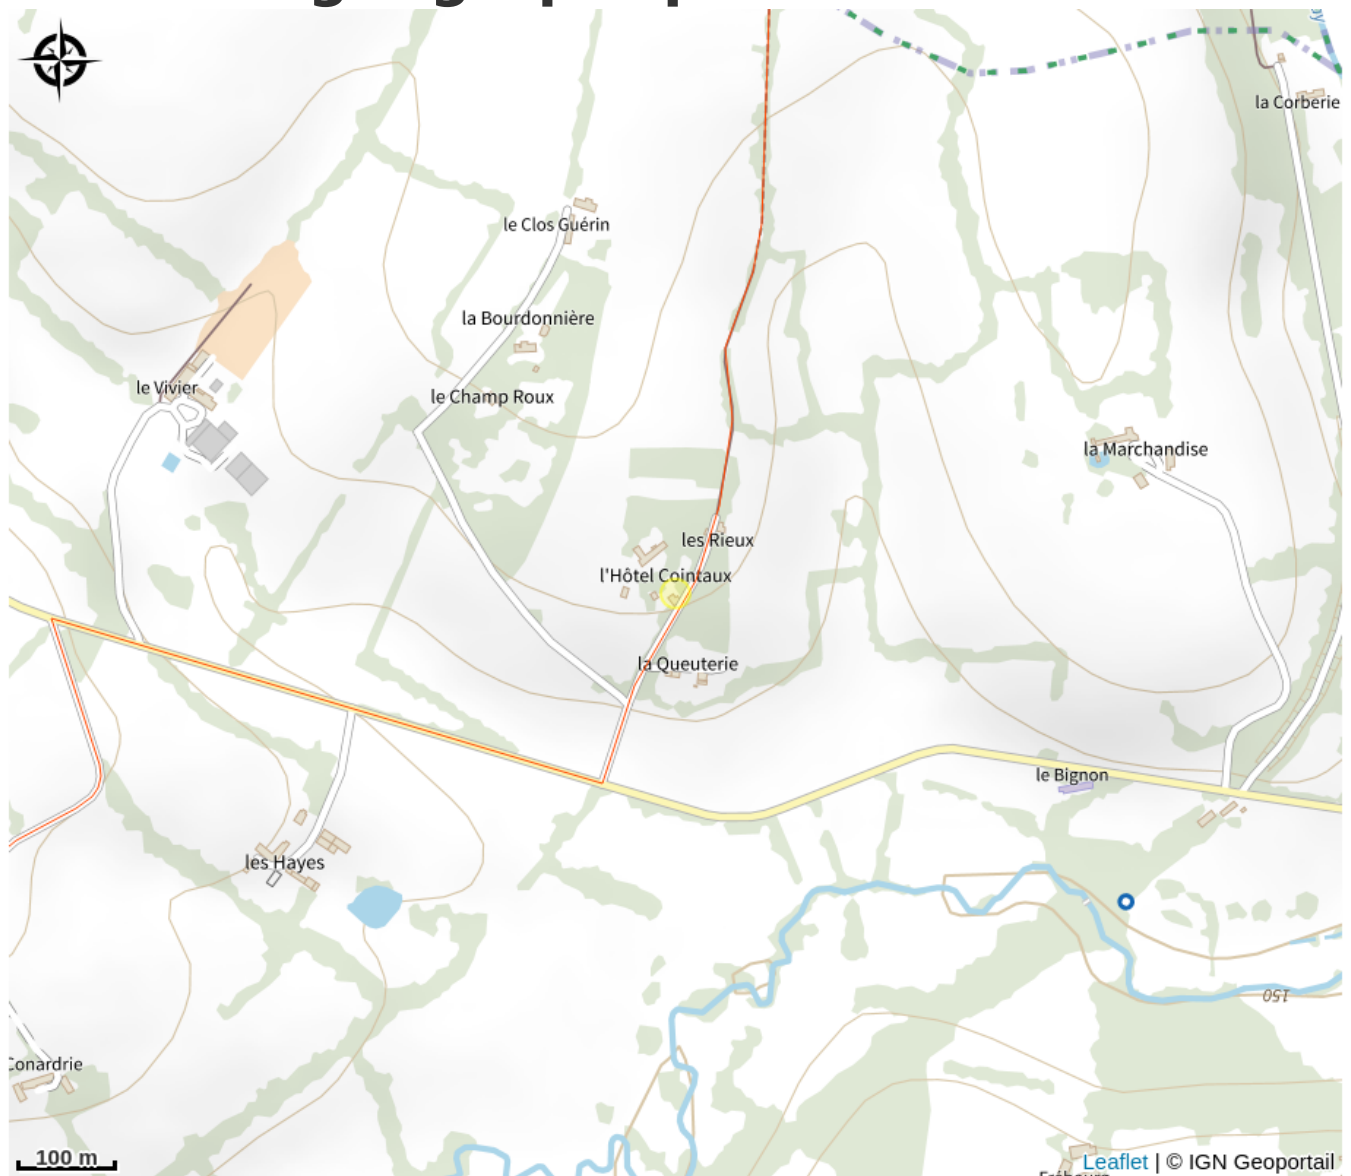 la Corberie
le Clos Guérin
la Bourdonnière
le Vivier
le Champ Roux
la Marchandise
les Rieux
l'Hôtel Cointaux
la Queuterie
le Bignon
les Hayes
150
Conardrie
100 m
Leaflet | © IGN Geoportail